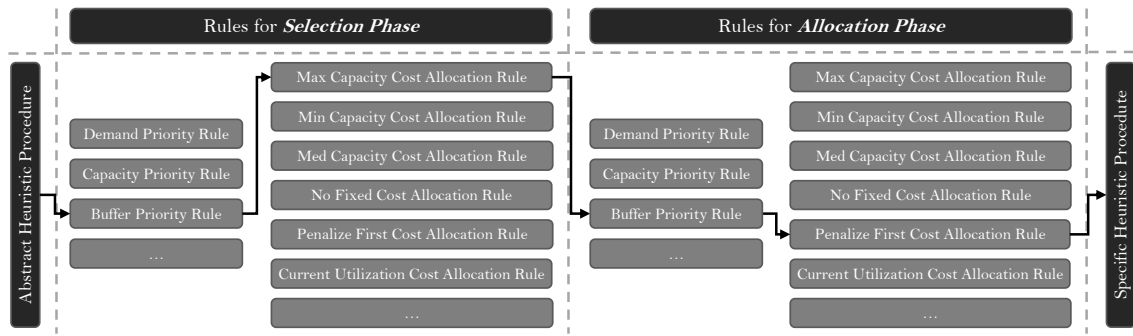 Rules for Selection Phase
Rules for Allocation Phase
Abstract Heuristic Procedure
Demand Priority Rule
Capacity Priority Rule
Buffer Priority Rule
…
Max Capacity Cost Allocation Rule
Min Capacity Cost Allocation Rule
Med Capacity Cost Allocation Rule
No Fixed Cost Allocation Rule
Penalize First Cost Allocation Rule
Current Utilization Cost Allocation Rule
…
Demand Priority Rule
Capacity Priority Rule
Buffer Priority Rule
…
Max Capacity Cost Allocation Rule
Min Capacity Cost Allocation Rule
Med Capacity Cost Allocation Rule
No Fixed Cost Allocation Rule
Penalize First Cost Allocation Rule
Current Utilization Cost Allocation Rule
…
Specific Heuristic Procedute